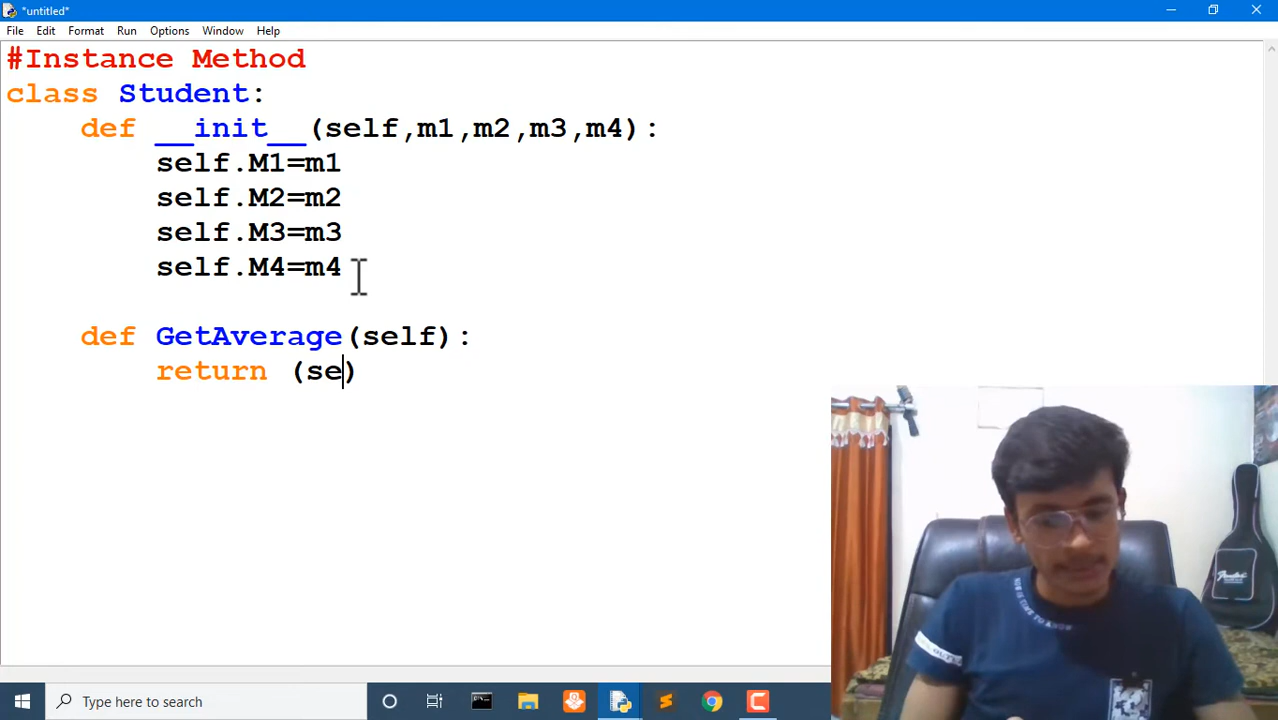 *untitled*
File Edit Format Run Options Window Help
#Instance Method
class Student:
    def __init__(self,m1,m2,m3,m4):
        self.M1=m1
        self.M2=m2
        self.M3=m3
        self.M4=m4
    def GetAverage(self):
        return (se)
Type here to search
Fender